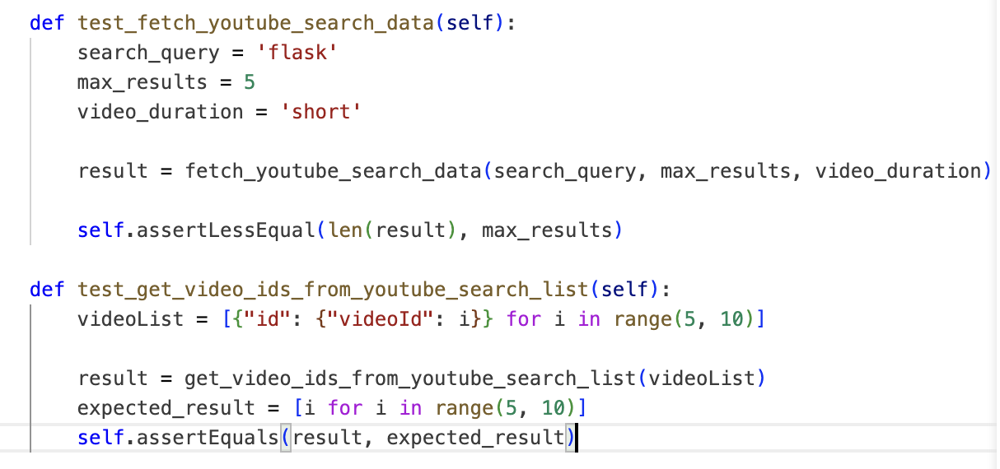 def test_fetch_youtube_search_data(self):
    search_query = 'flask'
    max_results = 5
    video_duration = 'short'

    result = fetch_youtube_search_data(search_query, max_results, video_duration)

    self.assertLessEqual(len(result), max_results)

def test_get_video_ids_from_youtube_search_list(self):
    videoList = [{"id": {"videoId": i}} for i in range(5, 10)]

    result = get_video_ids_from_youtube_search_list(videoList)
    expected_result = [i for i in range(5, 10)]
    self.assertEquals(result, expected_result)